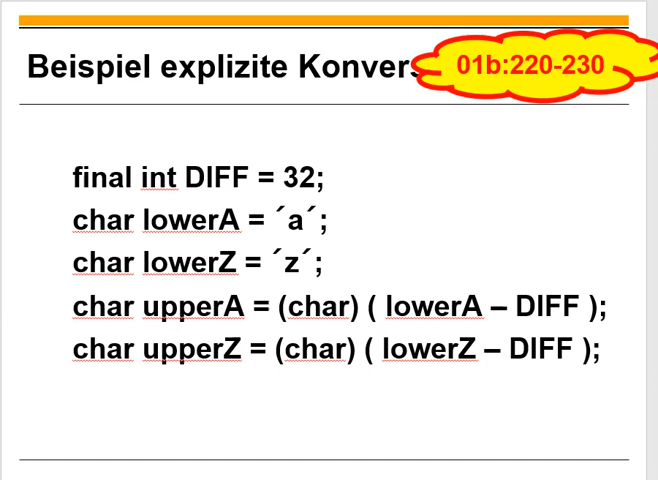 Beispiel explizite Konvers
01b:220-230
final int DIFF = 32;
char lowerA = ´a´;
char lowerZ = ´z´;
char upperA = (char) ( lowerA – DIFF );
char upperZ = (char) ( lowerZ – DIFF );